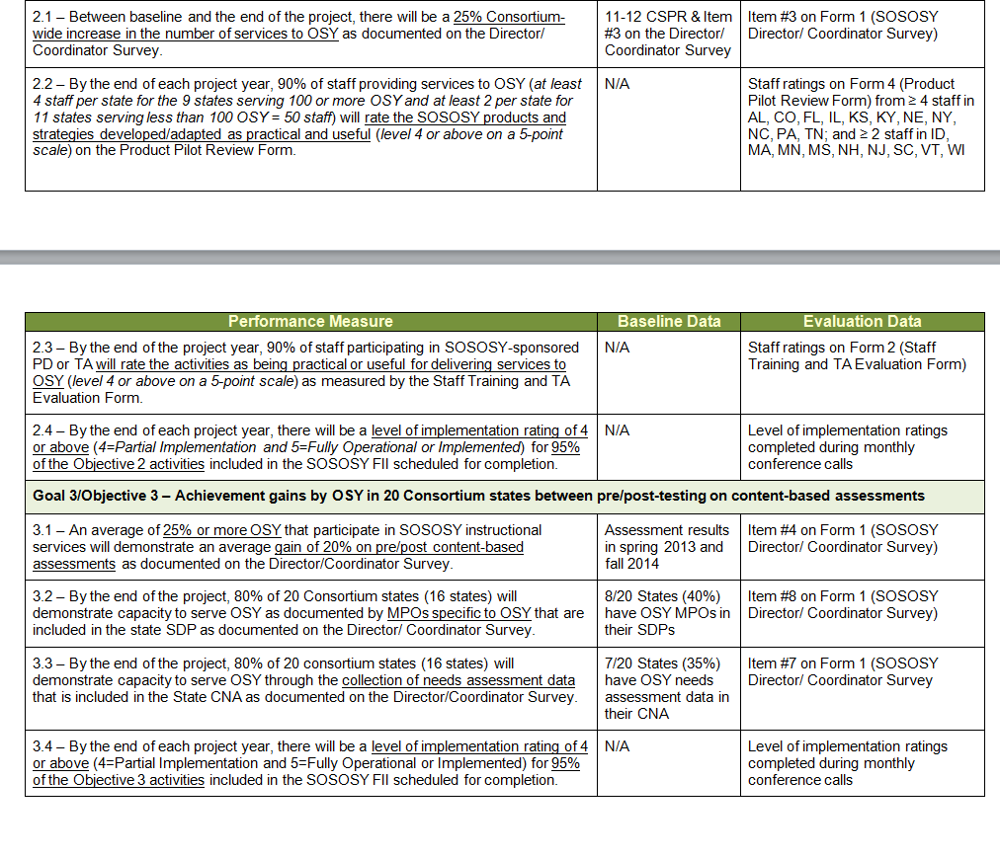 2.1 – Between baseline and the end of the project, there will be a 25% Consortium-
wide increase in the number of services to OSY as documented on the Director/
Coordinator Survey.
11-12 CSPR & Item
#3 on the Director/
Coordinator Survey
Item #3 on Form 1 (SOSOSY
Director/ Coordinator Survey)
2.2 – By the end of each project year, 90% of staff providing services to OSY (at least
4 staff per state for the 9 states serving 100 or more OSY and at least 2 per state for
11 states serving less than 100 OSY = 50 staff) will rate the SOSOSY products and
strategies developed/adapted as practical and useful (level 4 or above on a 5-point
scale) on the Product Pilot Review Form.
N/A
Staff ratings on Form 4 (Product
Pilot Review Form) from ≥ 4 staff in
AL, CO, FL, IL, KS, KY, NE, NY,
NC, PA, TN; and ≥ 2 staff in ID,
MA, MN, MS, NH, NJ, SC, VT, WI
Performance Measure
Baseline Data
Evaluation Data
2.3 – By the end of the project year, 90% of staff participating in SOSOSY-sponsored
PD or TA will rate the activities as being practical or useful for delivering services to
OSY (level 4 or above on a 5-point scale) as measured by the Staff Training and TA
Evaluation Form.
N/A
Staff ratings on Form 2 (Staff
Training and TA Evaluation Form)
2.4 – By the end of each project year, there will be a level of implementation rating of 4
or above (4=Partial Implementation and 5=Fully Operational or Implemented) for 95%
of the Objective 2 activities included in the SOSOSY FII scheduled for completion.
N/A
Level of implementation ratings
completed during monthly
conference calls
Goal 3/Objective 3 – Achievement gains by OSY in 20 Consortium states between pre/post-testing on content-based assessments
3.1 – An average of 25% or more OSY that participate in SOSOSY instructional
services will demonstrate an average gain of 20% on pre/post content-based
assessments as documented on the Director/Coordinator Survey.
Assessment results
in spring 2013 and
fall 2014
Item #4 on Form 1 (SOSOSY
Director/ Coordinator Survey)
3.2 – By the end of the project, 80% of 20 Consortium states (16 states) will
demonstrate capacity to serve OSY as documented by MPOs specific to OSY that are
included in the state SDP as documented on the Director/ Coordinator Survey.
8/20 States (40%)
have OSY MPOs in
their SDPs
Item #8 on Form 1 (SOSOSY
Director/ Coordinator Survey)
3.3 – By the end of the project, 80% of 20 consortium states (16 states) will
demonstrate capacity to serve OSY through the collection of needs assessment data
that is included in the State CNA as documented on the Director/Coordinator Survey.
7/20 States (35%)
have OSY needs
assessment data in
their CNA
Item #7 on Form 1 (SOSOSY
Director/ Coordinator Survey
3.4 – By the end of each project year, there will be a level of implementation rating of 4
or above (4=Partial Implementation and 5=Fully Operational or Implemented) for 95%
of the Objective 3 activities included in the SOSOSY FII scheduled for completion.
N/A
Level of implementation ratings
completed during monthly
conference calls